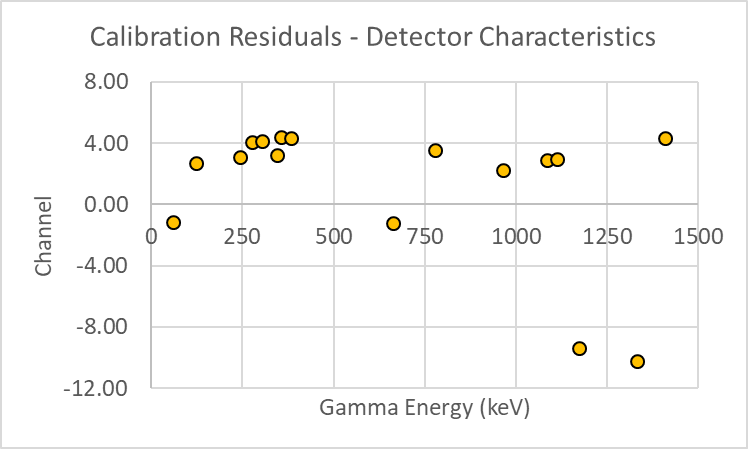 Calibration Residuals - Detector Characteristics
8.00
4.00
0.00
-4.00
-8.00
-12.00
Channel
0 250 500 750 1000 1250 1500
Gamma Energy (keV)